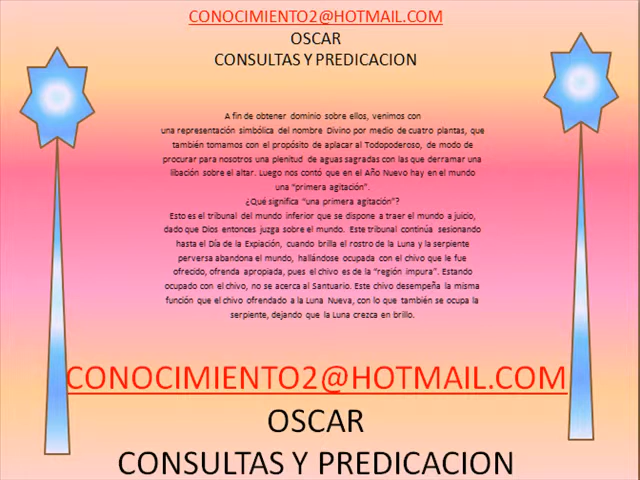 CONOCIMIENTO2@HOTMAIL.COM
OSCAR
CONSULTAS Y PREDICACION
A fin de obtener dominio sobre ellos, venimos con
una representación simbólica del nombre Divino por medio de cuatro plantas, que
también tomamos con el propósito de aplacar al Todopoderoso, de modo de
procurar para nosotros una plenitud de aguas sagradas con las que derramar una
libación sobre el altar. Luego nos contó que en el Año Nuevo hay en el mundo
una “primera agitación”.
¿Qué significa “una primera agitación”?
Esto es el tribunal del mundo inferior que se dispone a traer el mundo a juicio,
dado que Dios entonces juzga sobre el mundo. Este tribunal continúa sesionando
hasta el Día de la Expiación, cuando brilla el rostro de la Luna y la serpiente
perversa abandona el mundo, hallándose ocupada con el chivo que le fue
ofrecido, ofrenda apropiada, pues el chivo es de la “región impura”. Estando
ocupado con el chivo, no se acerca al Santuario. Este chivo desempeña la misma
función que el chivo ofrendado a la Luna Nueva, con lo que también se ocupa la
serpiente, dejando que la Luna crezca en brillo.
CONOCIMIENTO2@HOTMAIL.COM
OSCAR
CONSULTAS Y PREDICACION